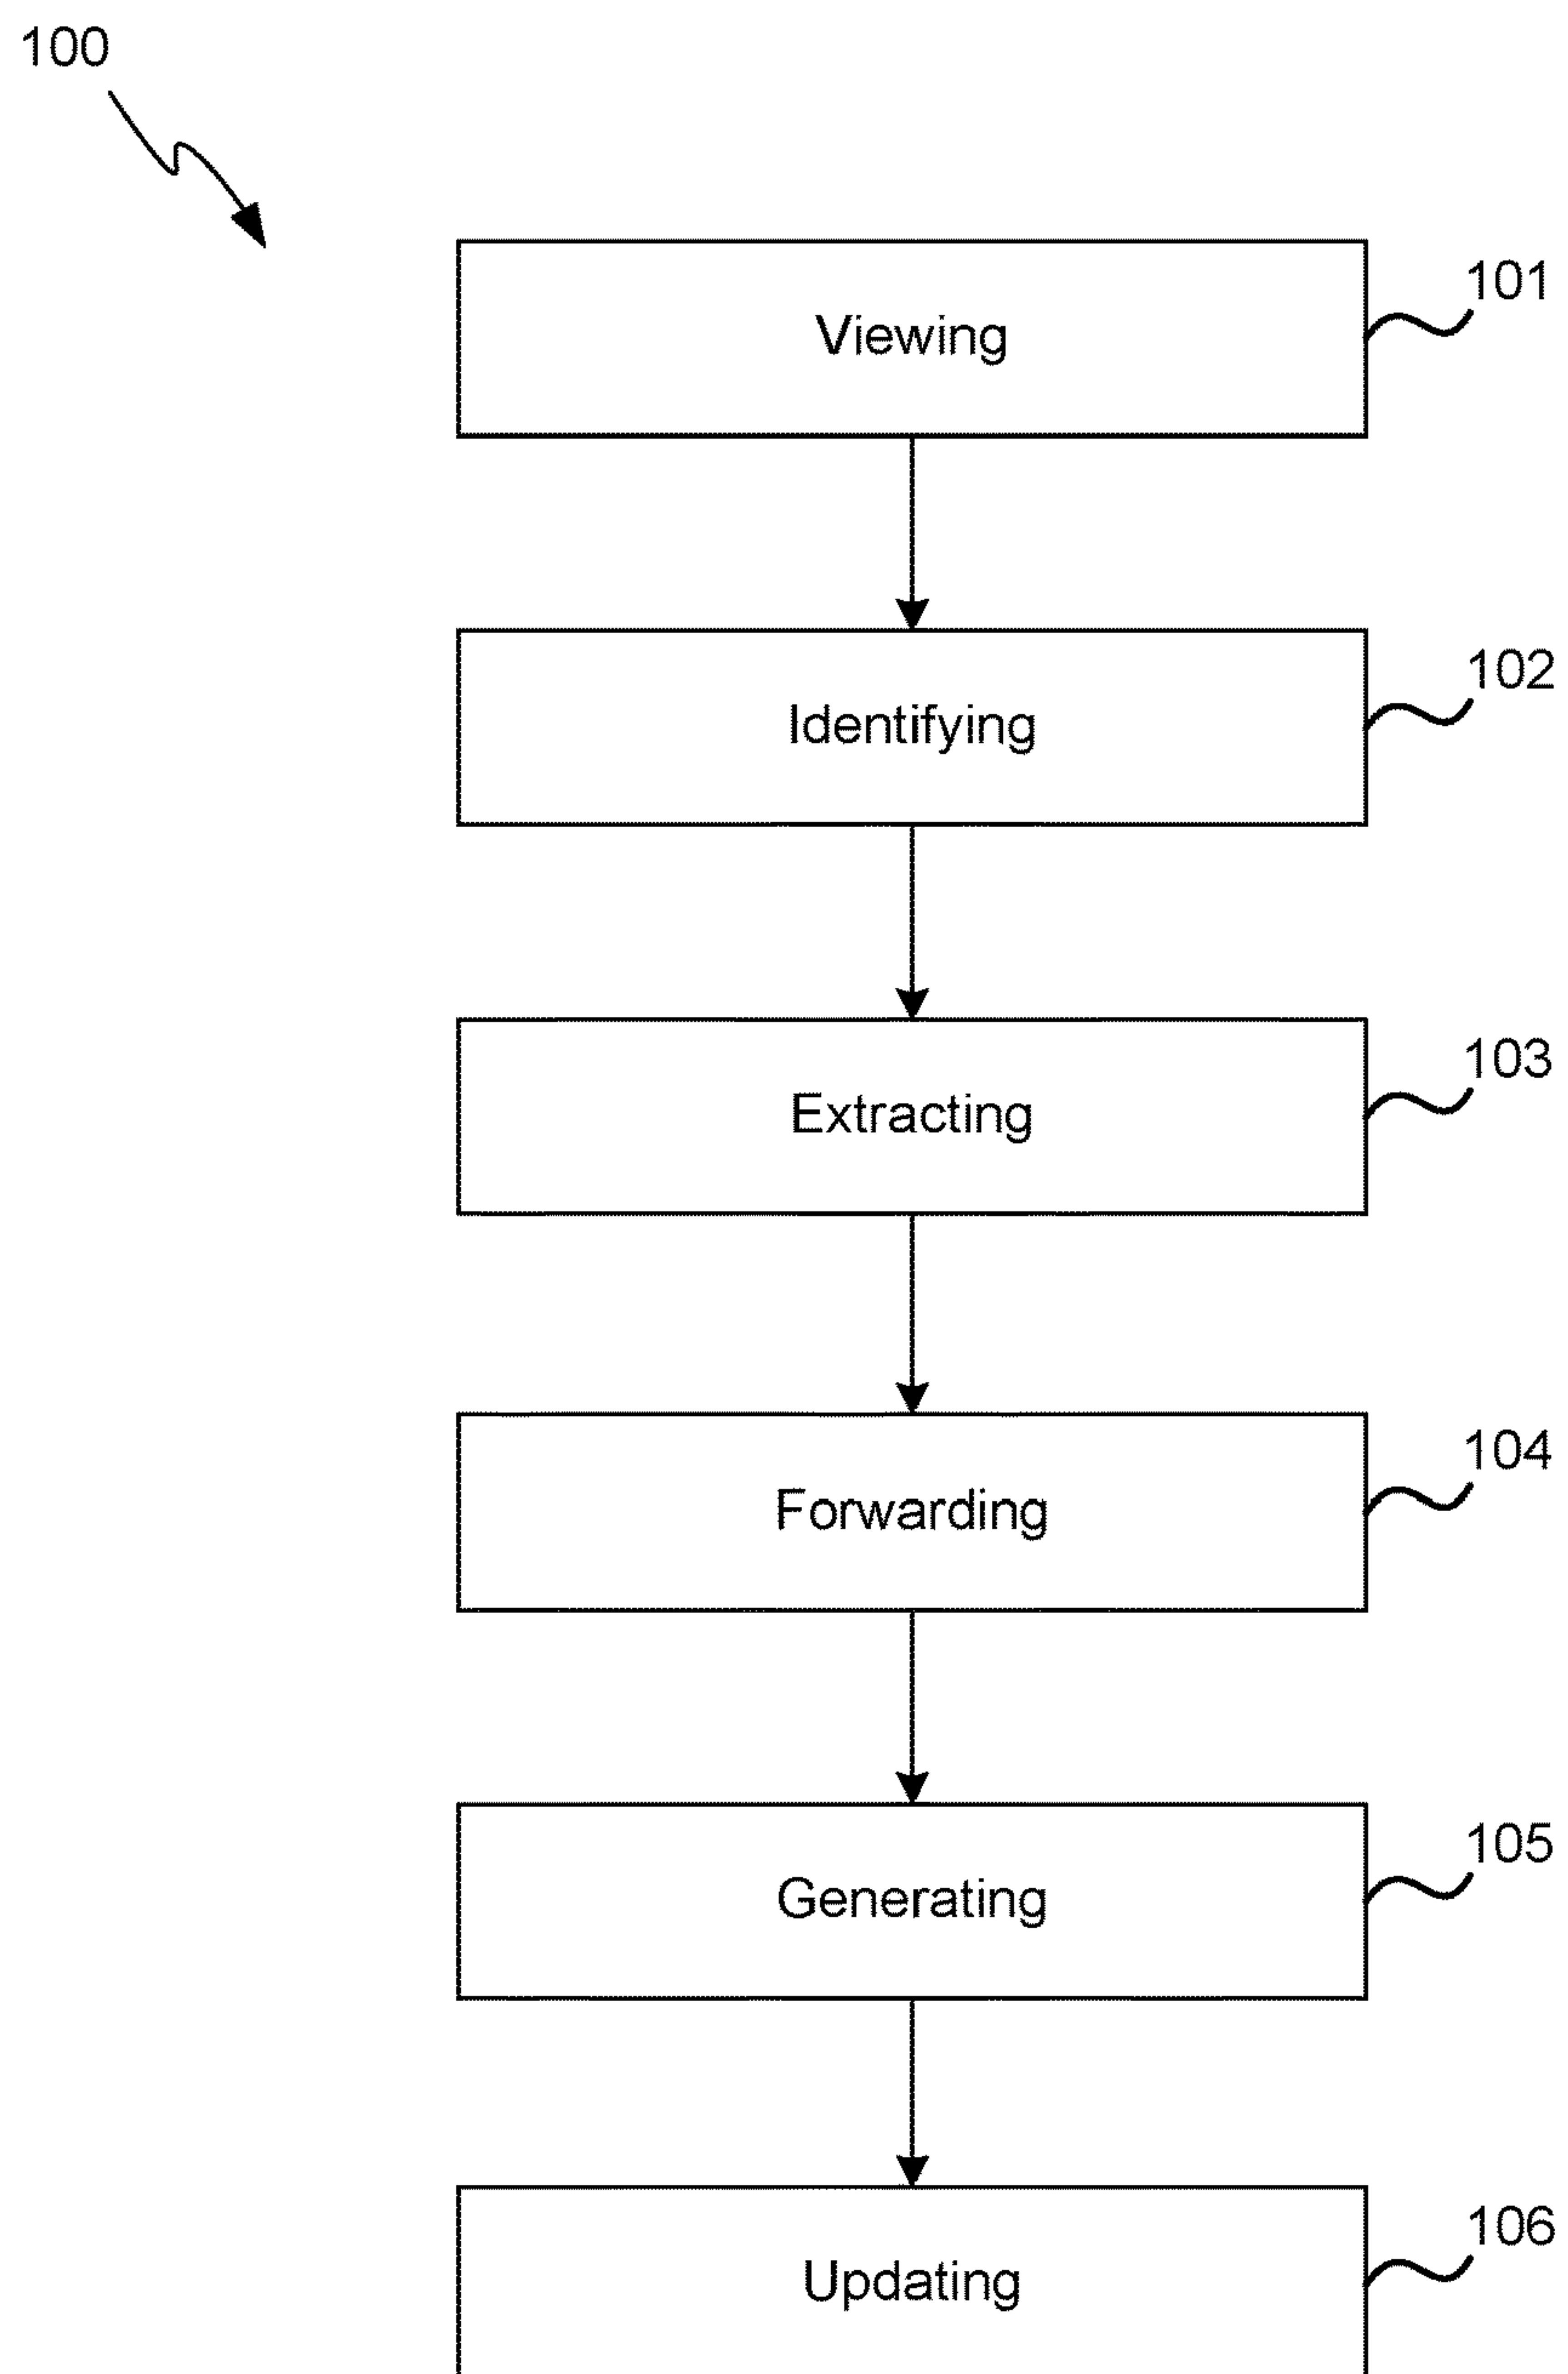 100
101
Viewing
102
Identifying
103
Extracting
104
Forwarding
105
Generating
106
Updating